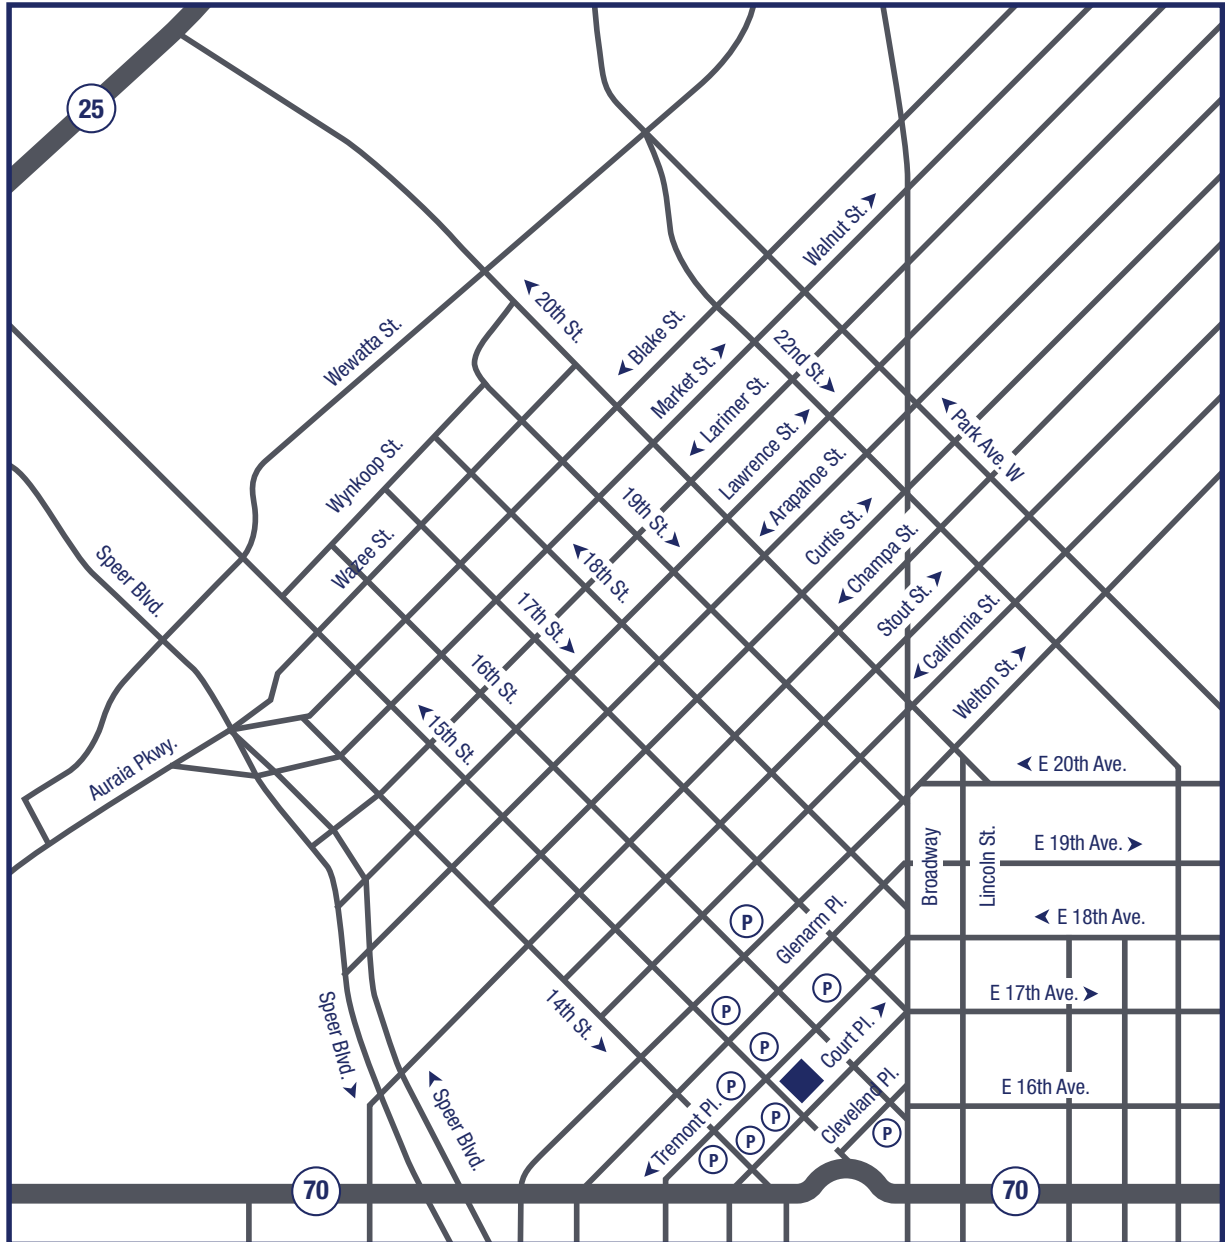 25
Walnut St.
20th St.
Blake St.
Wewatta St.
Market St.
22nd St.
Larimer St.
Park Ave. W
Lawrence St.
Arapahoe St.
Wynkoop St.
19th St.
Curtis St.
Champa St.
Wazee St.
18th St.
Speer Blvd.
Stout St.
California St.
17th St.
16th St.
Welton St.
15th St.
Auraia Pkwy.
E 20th Ave.
E 19th Ave.
Broadway
Lincoln St.
P
E 18th Ave.
Glenarm Pl.
P
E 17th Ave.
P
14th St.
Court Pl.
P
Speer Blvd.
P
E 16th Ave.
Cleveland Pl.
Tremont Pl.
P
Speer Blvd.
P
P
P
70
70